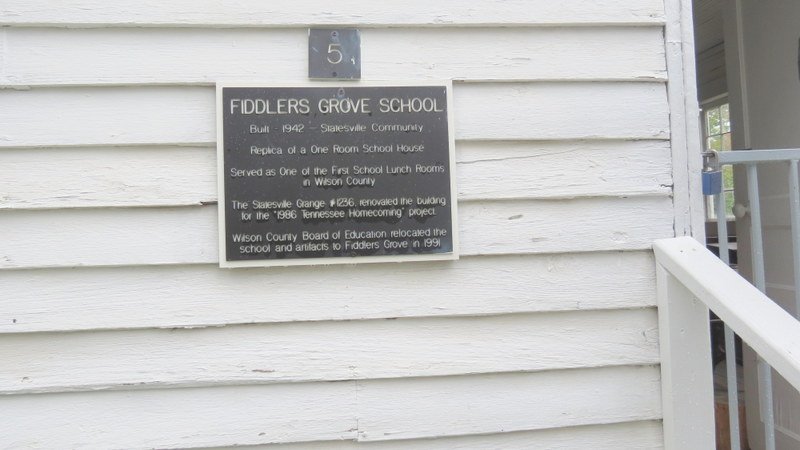 5
FIDDLERS GROVE SCHOOL
Built - 1942 - Statesville Community
Replica of a One Room School House
Served as One of the First School Lunch Rooms
in Wilson County
The Statesville Grange #1236, renovated the building
for the "1986 Tennessee Homecoming" project.
Wilson County Board of Education relocated the
school and artifacts to Fiddlers Grove in 1991